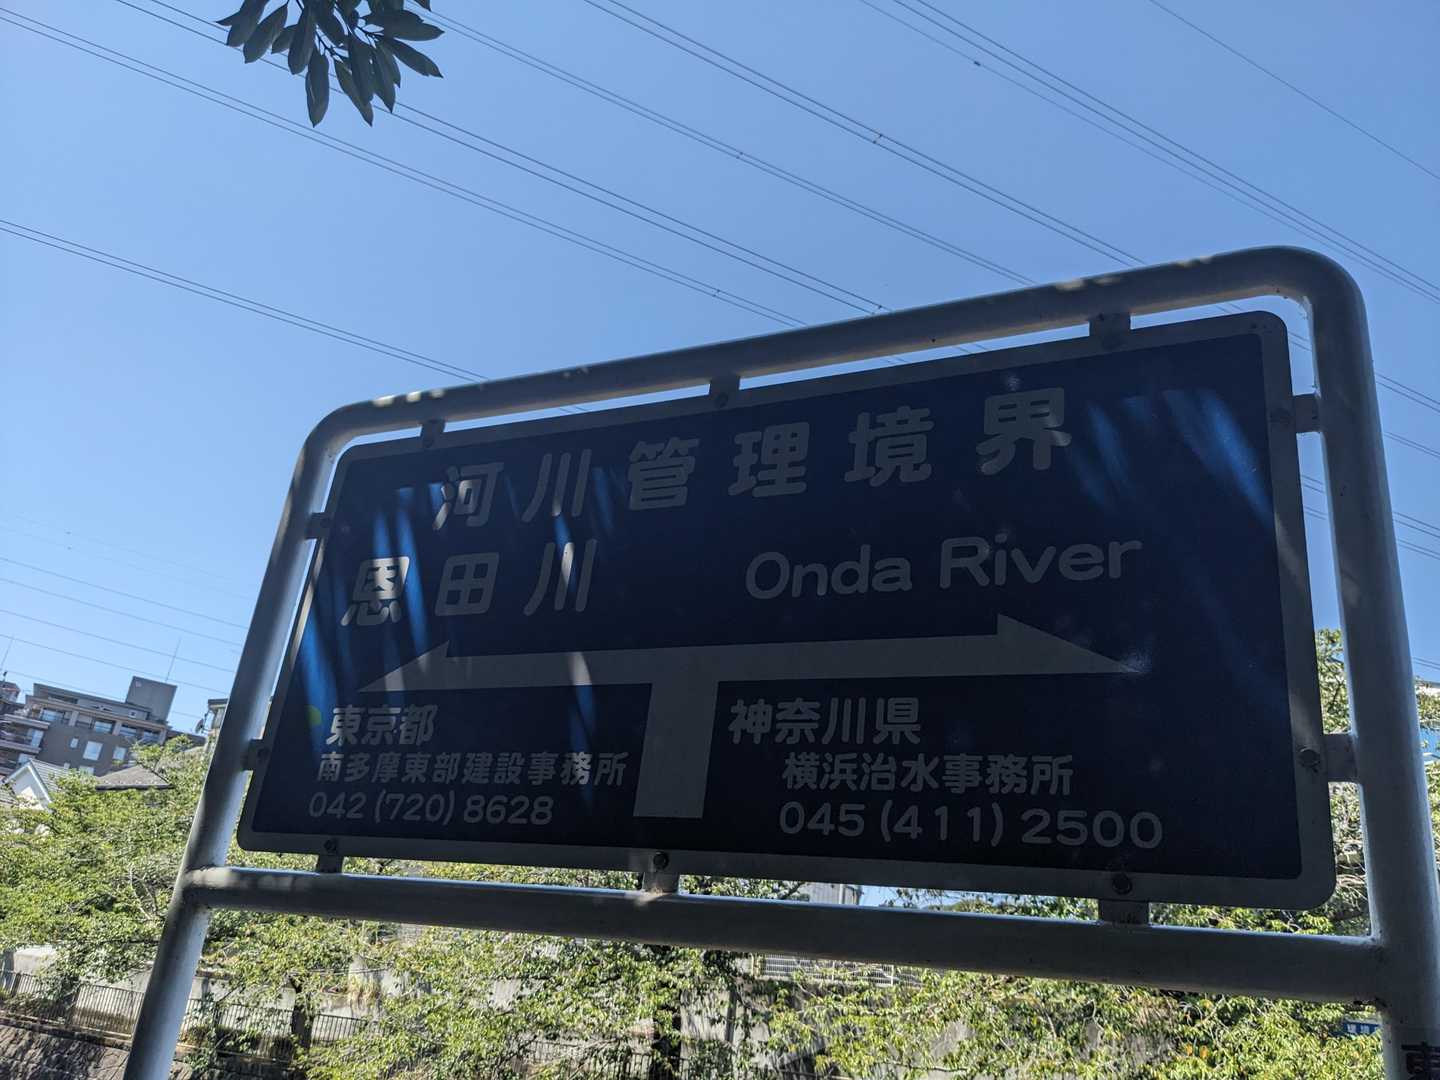 河川管理境界
恩田川 Onda River
東京都
南多摩東部建設事務所
042(720)8628
神奈川県
横浜治水事務所
045(411)2500